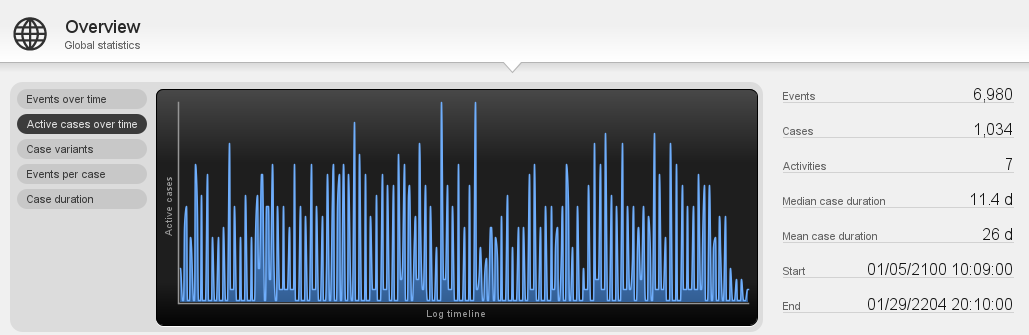 Overview
Global statistics
Events over time
Active cases over time
Case variants
Events per case
Case duration
Active cases
Log timeline
Events 6,980
Cases 1,034
Activities 7
Median case duration 11.4 d
Mean case duration 26 d
Start 01/05/2100 10:09:00
End 01/29/2204 20:10:00